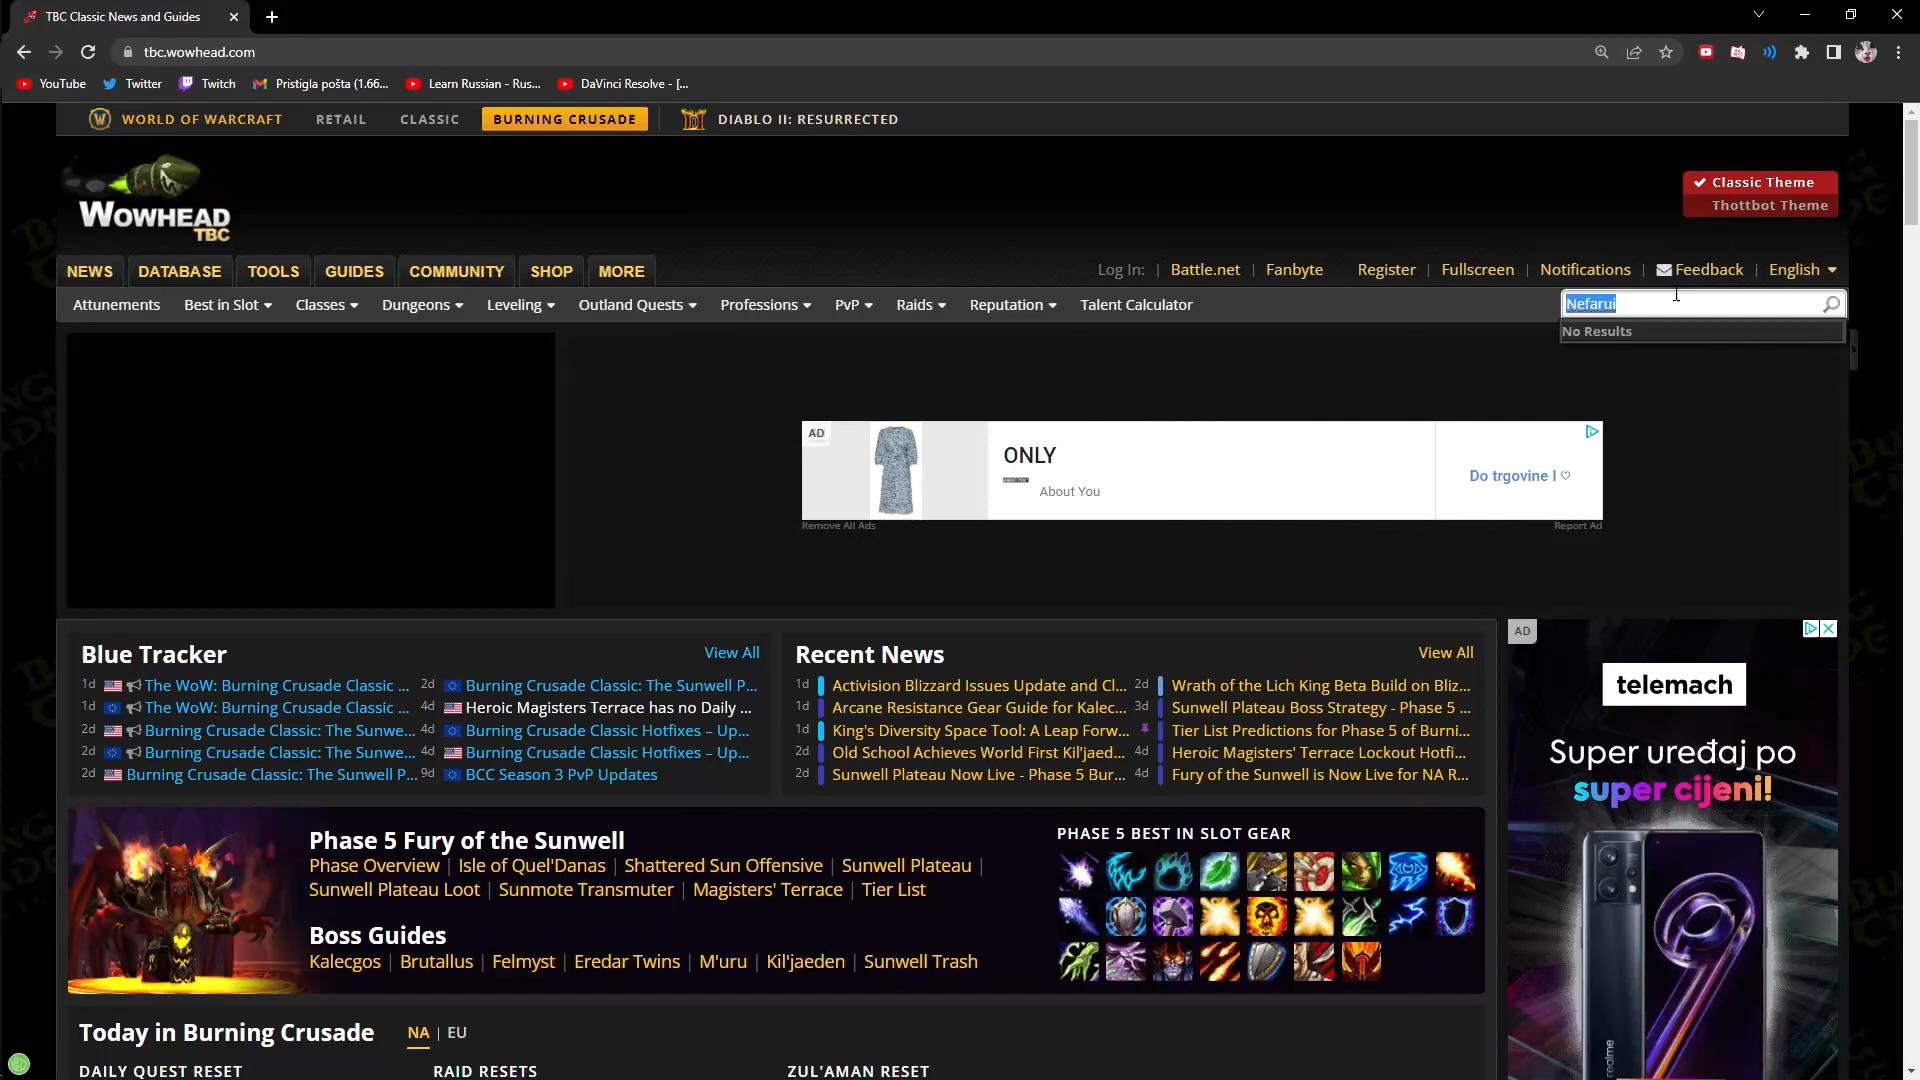 TBC Classic News and Guides
tbc.wowhead.com
YouTube Twitter Twitch Pristigla pošta (1.66... Learn Russian - Rus... DaVinci Resolve - [...
WORLD OF WARCRAFT RETAIL CLASSIC BURNING CRUSADE DIABLO II: RESURRECTED
WOWHEAD
TBC
Classic Theme
Thottbot Theme
NEWS DATABASE TOOLS GUIDES COMMUNITY SHOP MORE
Log In: | Battle.net | Fanbyte Register | Fullscreen | Notifications | Feedback | English
Attunements Best in Slot Classes Dungeons Leveling Outland Quests Professions PvP Raids Reputation Talent Calculator
Nefarui
No Results
AD
ONLY
About You
Do trgovine I ♡
Remove All Ads Report Ad
Blue Tracker View All
1d The WoW: Burning Crusade Classic ...
1d The WoW: Burning Crusade Classic ...
2d Burning Crusade Classic: The Sunwe...
2d Burning Crusade Classic: The Sunwe...
2d Burning Crusade Classic: The Sunwell P...
2d Burning Crusade Classic: The Sunwell P...
4d Heroic Magisters Terrace has no Daily ...
4d Burning Crusade Classic Hotfixes – Up...
4d Burning Crusade Classic Hotfixes – Up...
9d BCC Season 3 PvP Updates
Recent News View All
1d Activision Blizzard Issues Update and Cl...
1d Arcane Resistance Gear Guide for Kalec...
1d King's Diversity Space Tool: A Leap Forw...
2d Old School Achieves World First Kil'jaed...
2d Sunwell Plateau Now Live - Phase 5 Bur...
2d Wrath of the Lich King Beta Build on Bliz...
3d Sunwell Plateau Boss Strategy - Phase 5 ...
Tier List Predictions for Phase 5 of Burni...
4d Heroic Magisters' Terrace Lockout Hotfi...
4d Fury of the Sunwell is Now Live for NA R...
AD
telemach
Super uređaj po
super cijeni!
realme
Phase 5 Fury of the Sunwell
Phase Overview | Isle of Quel'Danas | Shattered Sun Offensive | Sunwell Plateau |
Sunwell Plateau Loot | Sunmote Transmuter | Magisters' Terrace | Tier List
Boss Guides
Kalecgos | Brutallus | Felmyst | Eredar Twins | M'uru | Kil'jaeden | Sunwell Trash
PHASE 5 BEST IN SLOT GEAR
Today in Burning Crusade NA | EU
DAILY QUEST RESET RAID RESETS ZUL'AMAN RESET